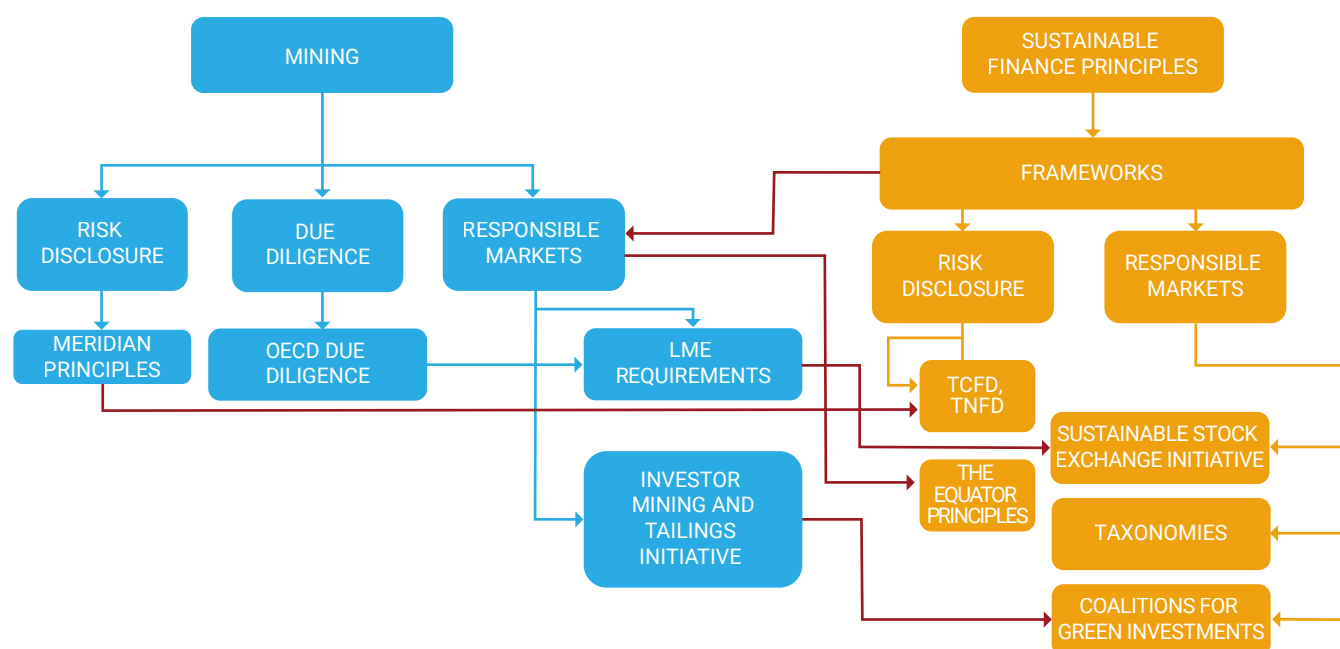 MINING
SUSTAINABLE
FINANCE PRINCIPLES
FRAMEWORKS
RISK
DISCLOSURE
DUE
DILIGENCE
RESPONSIBLE
MARKETS
RISK
DISCLOSURE
RESPONSIBLE
MARKETS
MERIDIAN
PRINCIPLES
OECD DUE
DILIGENCE
LME
REQUIREMENTS
TCFD,
TNFD
SUSTAINABLE STOCK
EXCHANGE INITIATIVE
INVESTOR
MINING AND
TAILINGS
INITIATIVE
THE
EQUATOR
PRINCIPLES
TAXONOMIES
COALITIONS FOR
GREEN INVESTMENTS